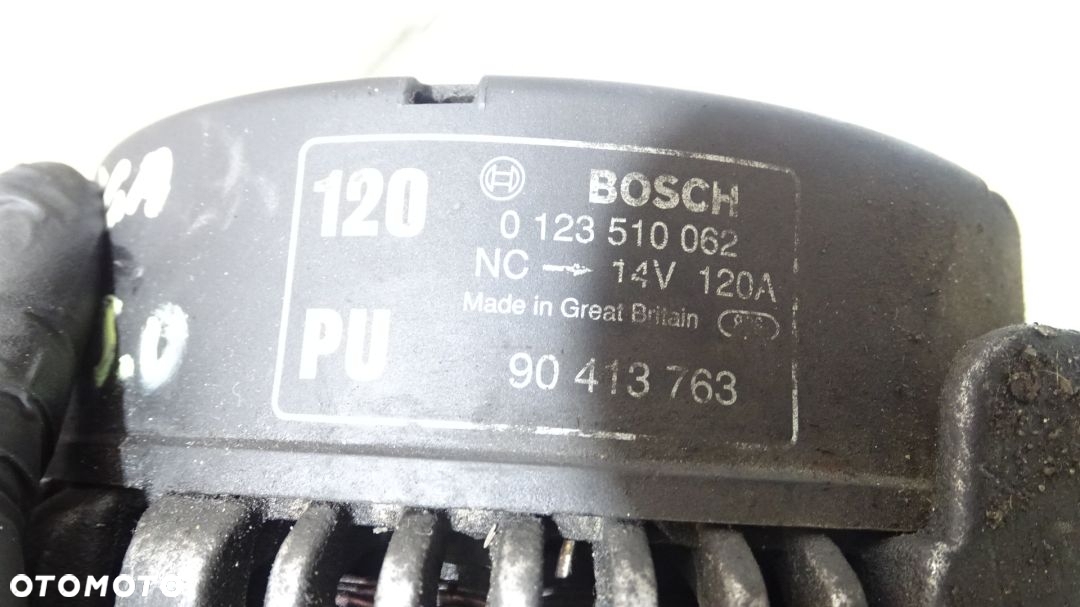 120
BOSCH
0 123 510 062
NC → 14V 120A
Made in Great Britain
PU
90 413 763
OTOMOTO